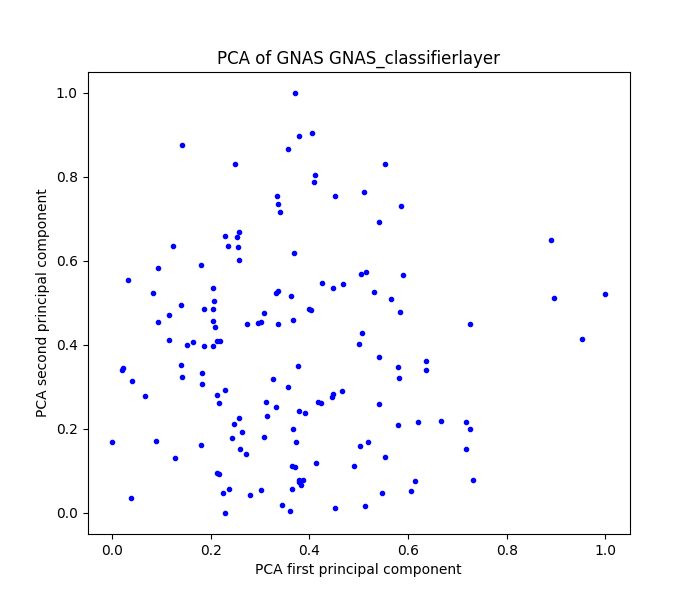 PCA of GNAS GNAS_classifierlayer
1.0
0.8
0.6
0.4
0.2
0.0
PCA second principal component
0.0 0.2 0.4 0.6 0.8 1.0
PCA first principal component